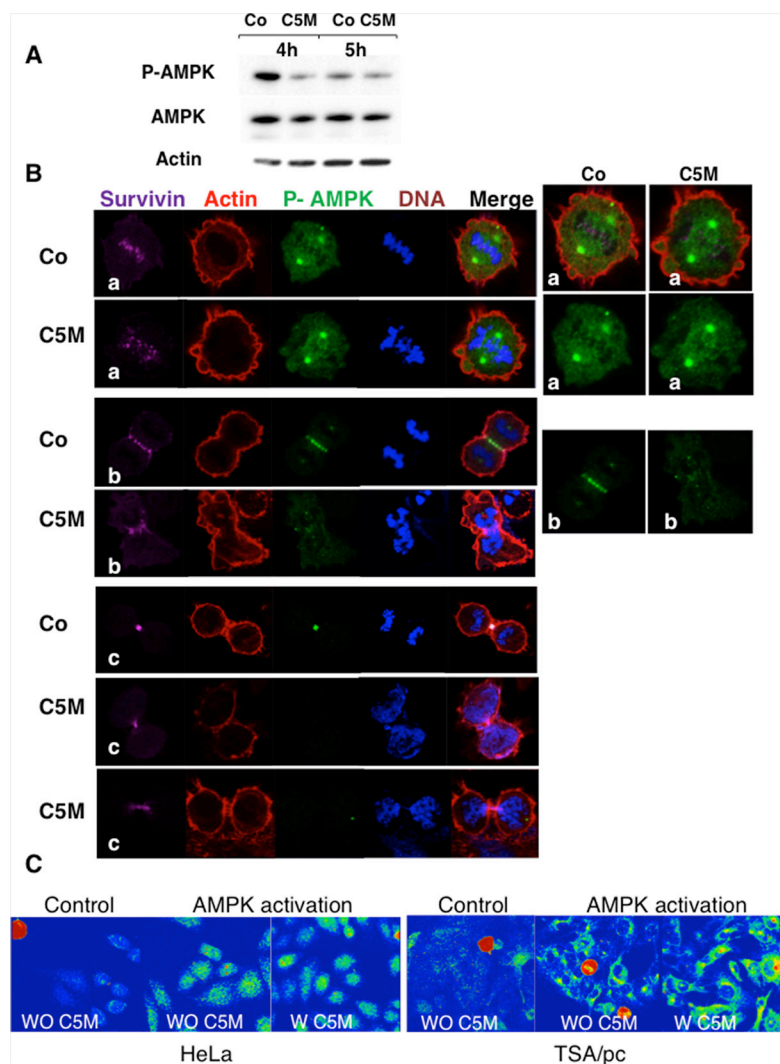 Co C5M Co C5M
4h 5h
A
P-AMPK
AMPK
Actin
B
Survivin Actin P- AMPK DNA Merge
Co C5M
Co
a
a a
C5M
a
a a
Co
b
b b
C5M
b
Co
c
C5M
c
C5M
c
C
Control AMPK activation Control AMPK activation
WO C5M WO C5M W C5M WO C5M WO C5M W C5M
HeLa TSA/pc